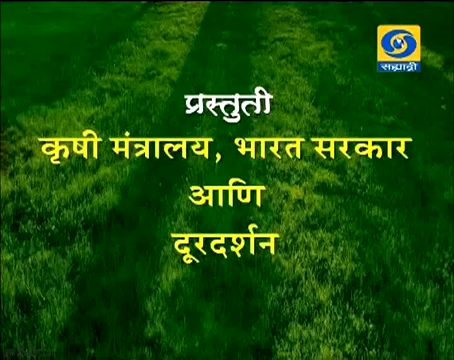 सह्याद्री
प्रस्तुती
कृषी मंत्रालय, भारत सरकार
आणि
दूरदर्शन